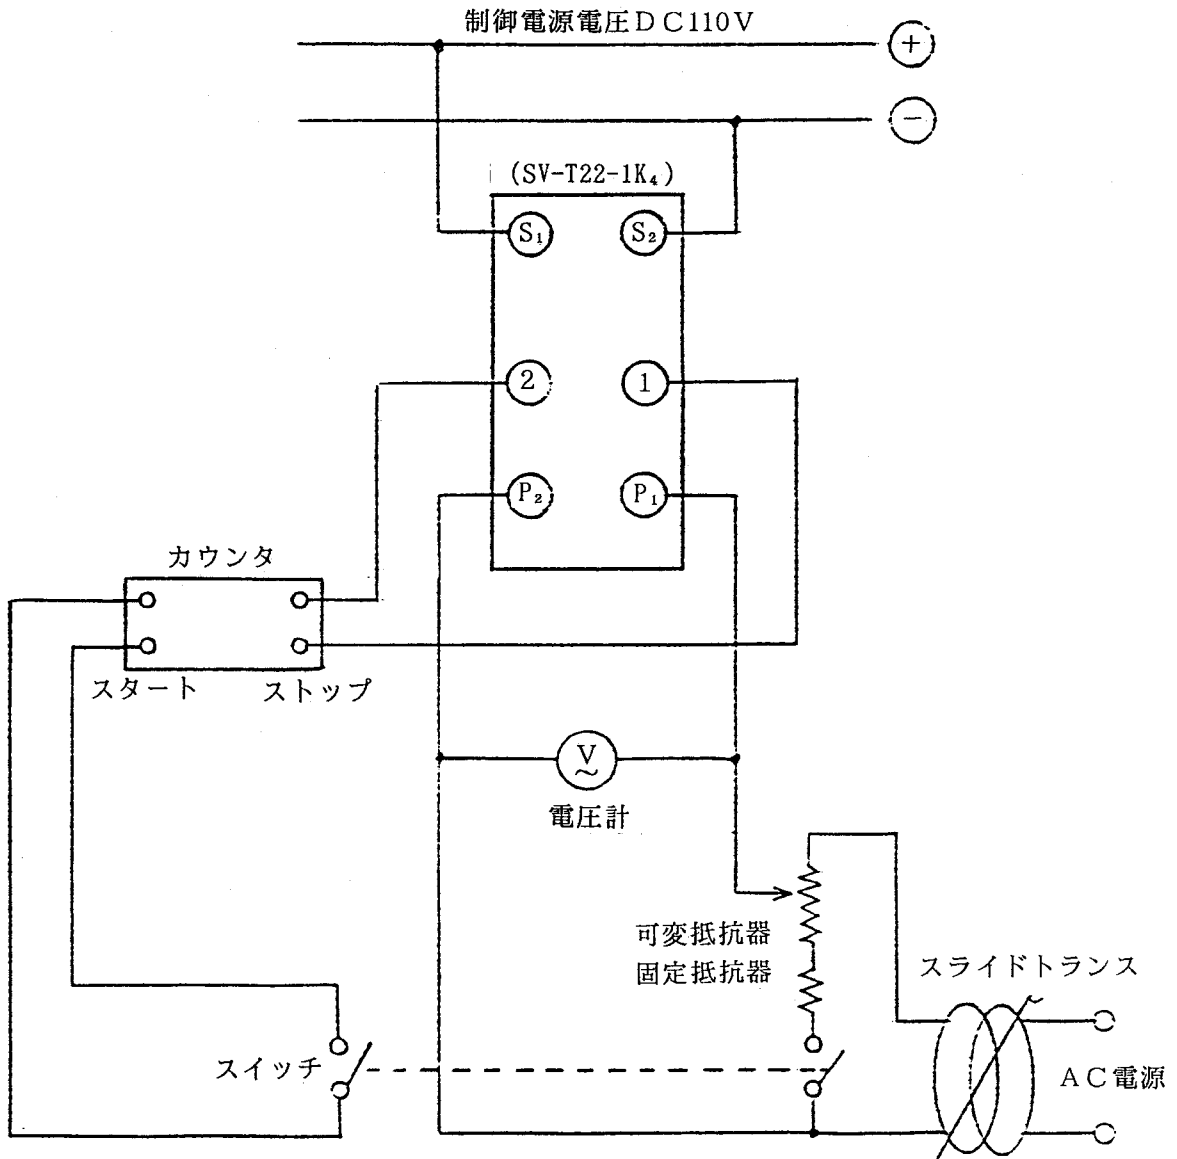 制御電源電圧DC110V
+
−
(SV-T22-1K₄)
S₁
S₂
2
1
P₂
P₁
カウンタ
スタート
ストップ
V
~
電圧計
可変抵抗器
固定抵抗器
スライドトランス
スイッチ
AC電源